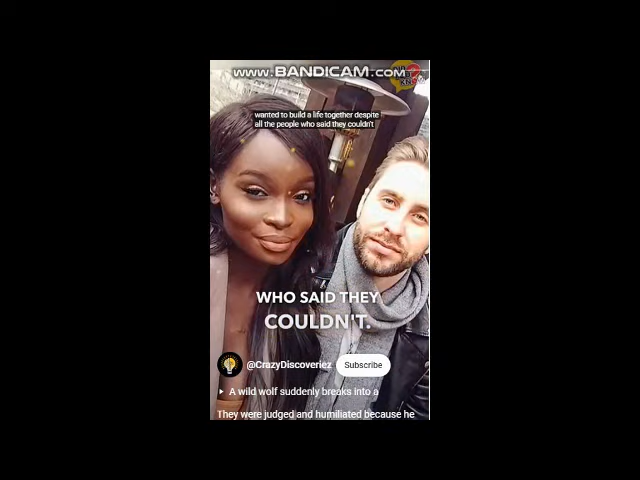 www.BANDICAM.com
wanted to build a life together despite
all the people who said they couldn't
WHO SAID THEY
COULDN'T.
@CrazyDiscoveriez Subscribe
A wild wolf suddenly breaks into a
They were judged and humiliated because he